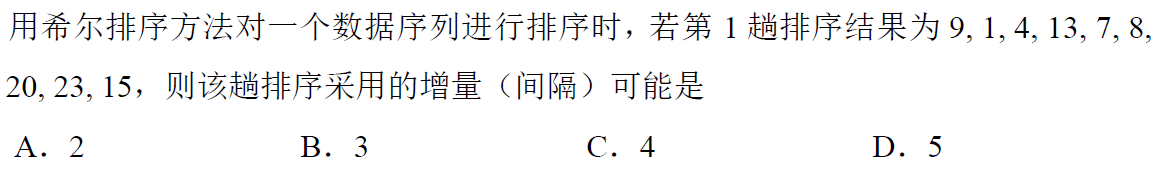 用希尔排序方法对一个数据序列进行排序时，若第 1 趟排序结果为 9, 1, 4, 13, 7, 8,
20, 23, 15，则该趟排序采用的增量（间隔）可能是
A．2 B．3 C．4 D．5